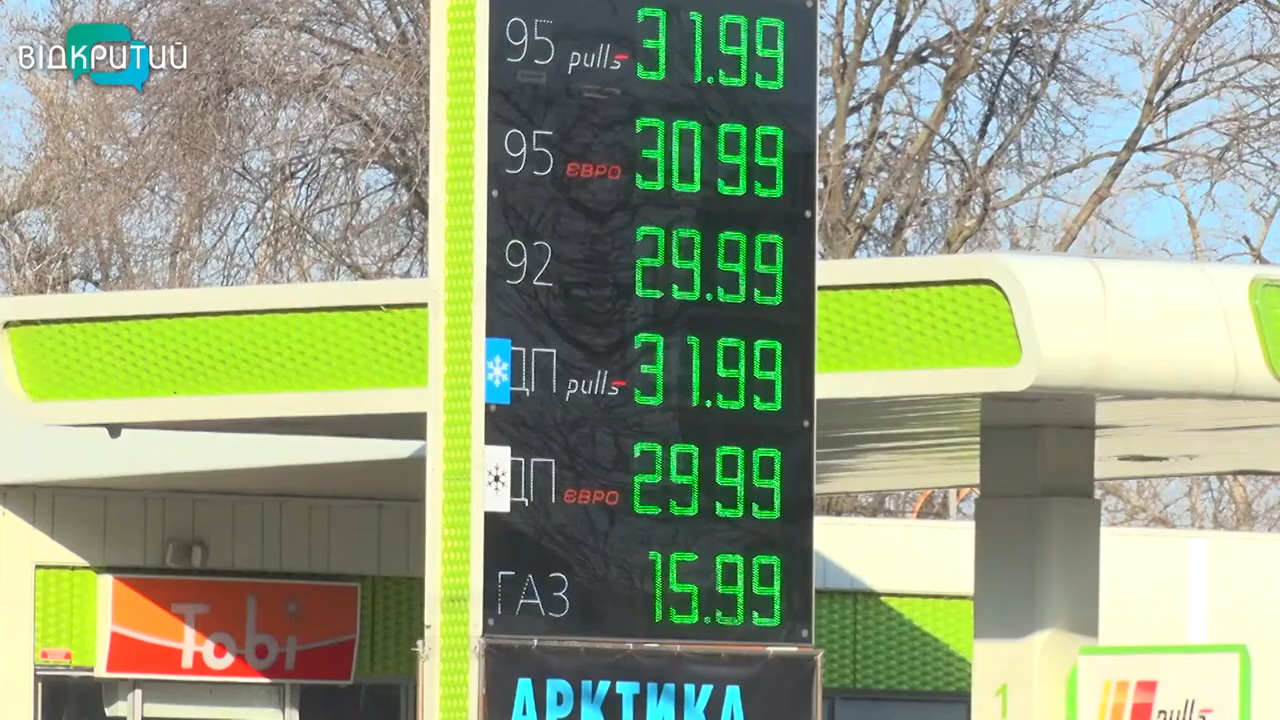 ВІДКРИТИЙ
95 pulls 31.99
95 ЄВРО 30.99
92 29.99
ДП pulls 31.99
ДП ЄВРО 29.99
ГАЗ 15.99
Tobi
АРКТИКА
1
pulls